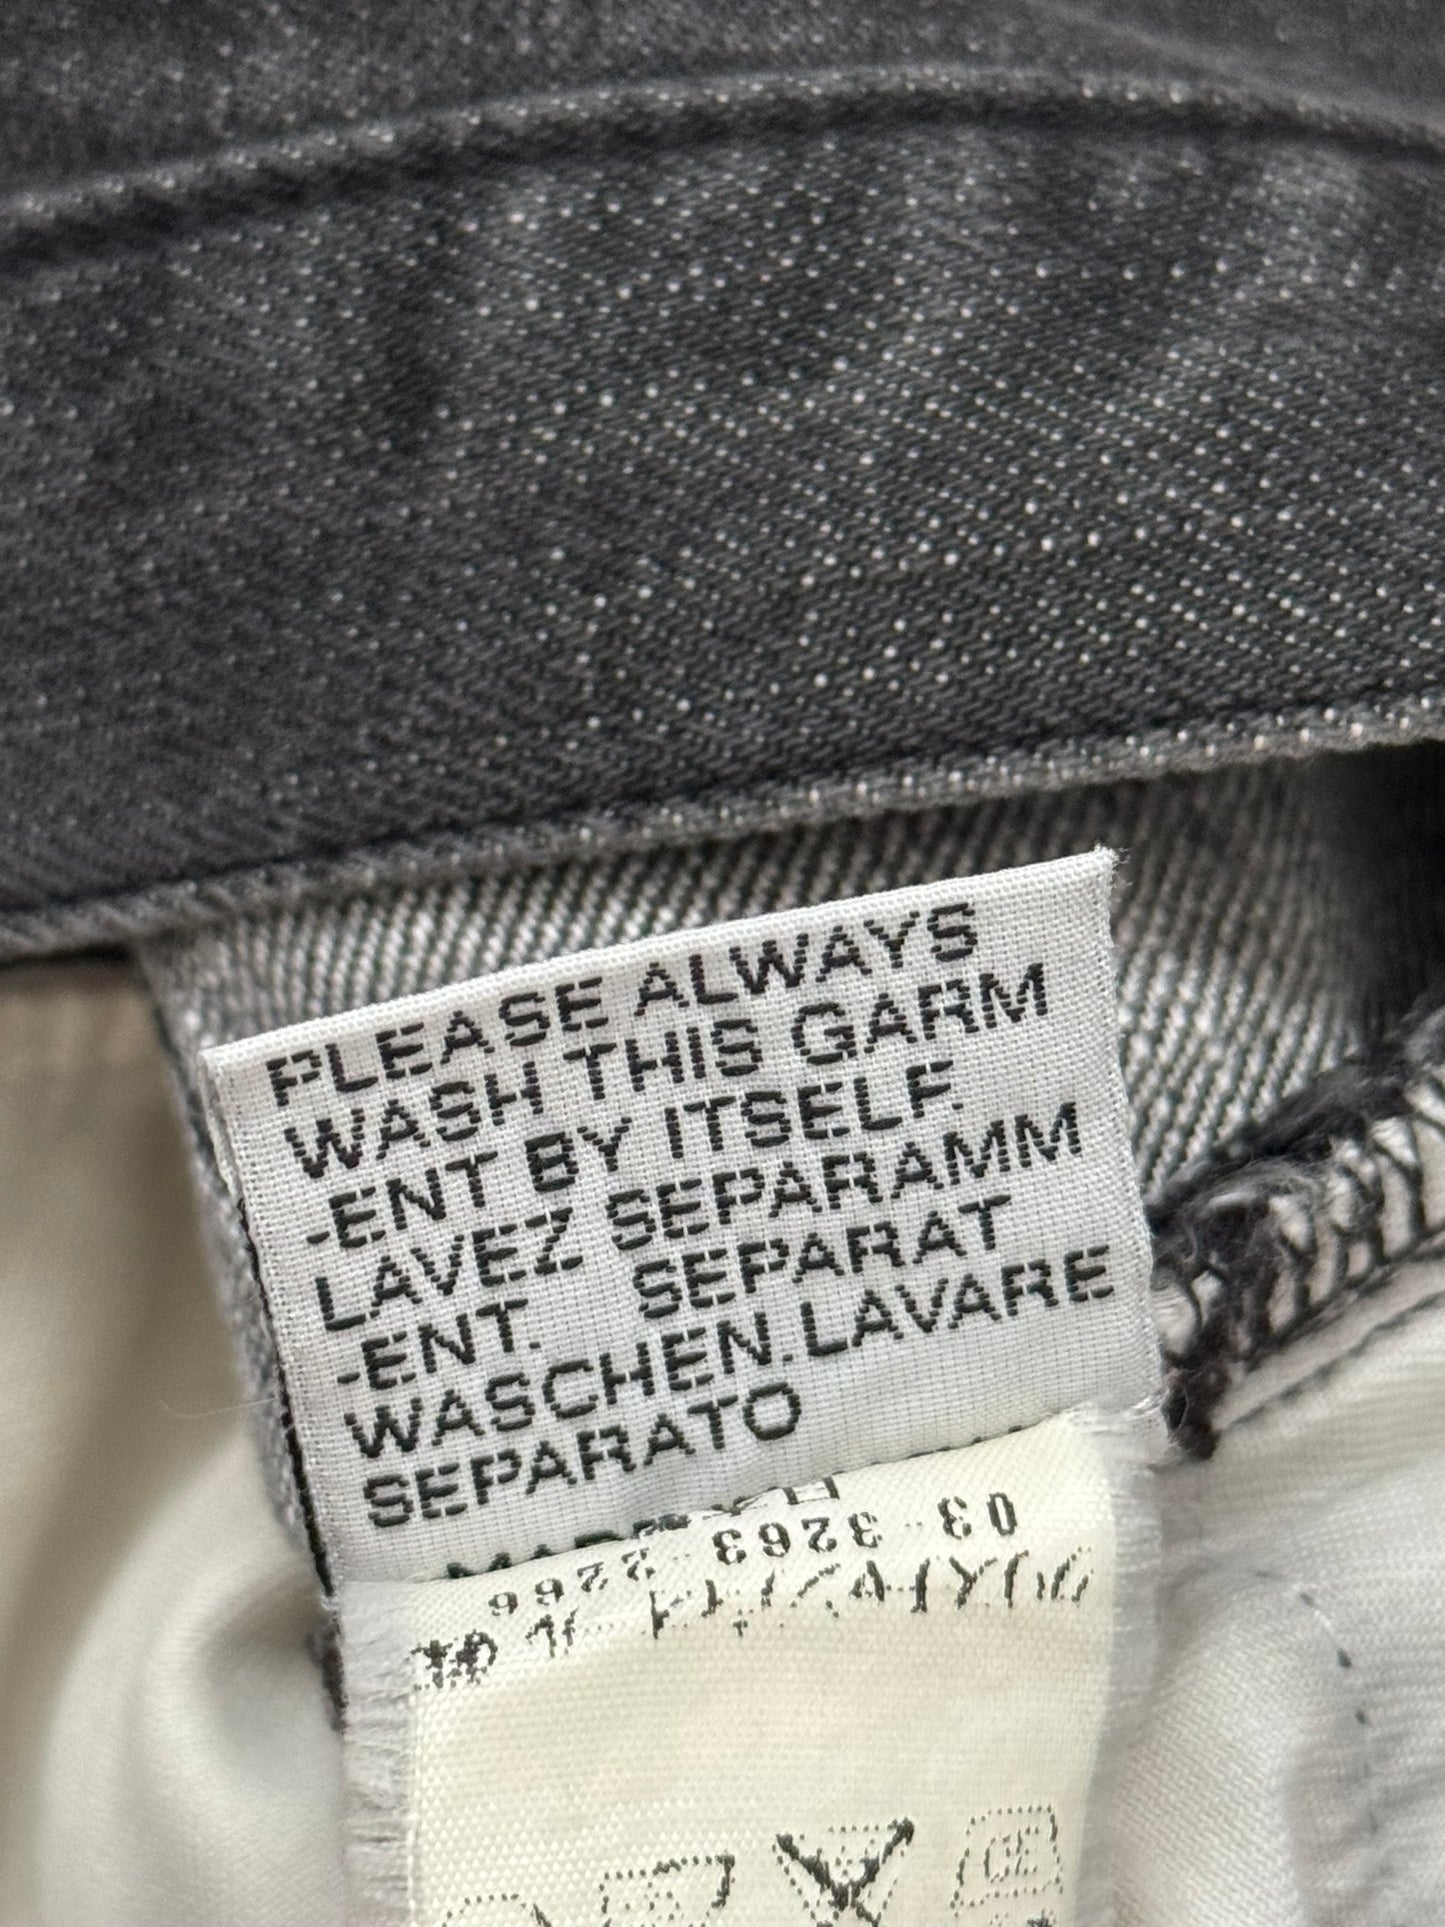 PLEASE ALWAYS
WASH THIS GARM
-ENT BY ITSELF.
LAVEZ SEPARAMM
-ENT. SEPARAT
WASCHEN.LAVARE
SEPARATO
03-3263-2266